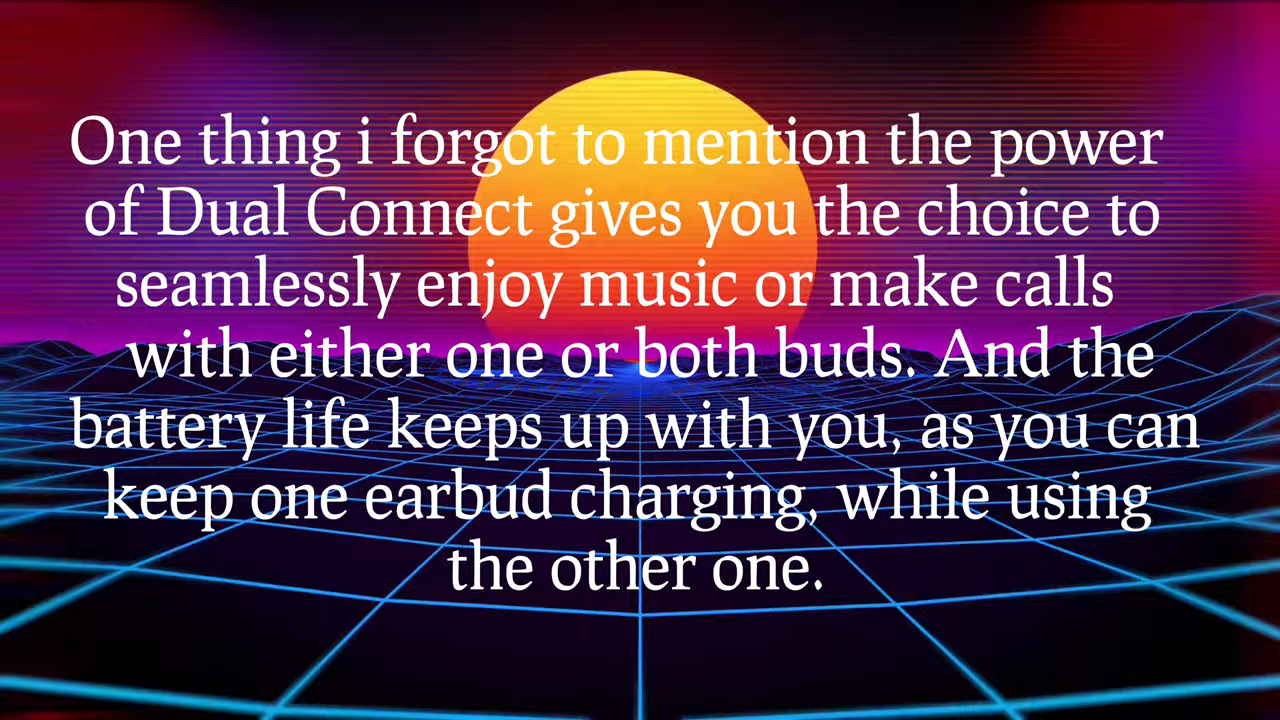 One thing i forgot to mention the power
of Dual Connect gives you the choice to
seamlessly enjoy music or make calls
with either one or both buds. And the
battery life keeps up with you, as you can
keep one earbud charging, while using
the other one.